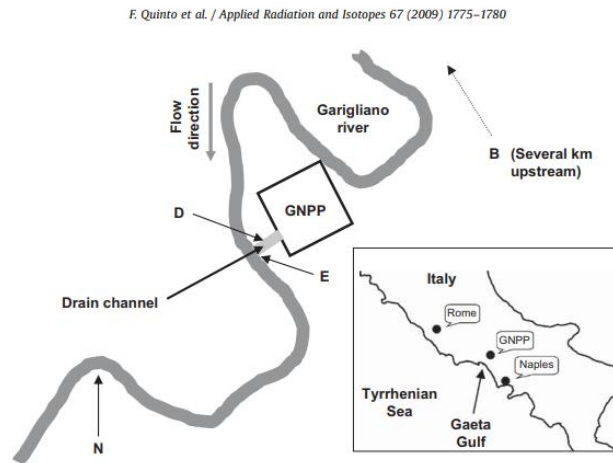 F. Quinto et al. / Applied Radiation and Isotopes 67 (2009) 1775–1780
Flow
direction
Garigliano
river
B (Several km
upstream)
GNPP
D
E
Drain channel
N
Italy
Rome
GNPP
Naples
Tyrrhenian
Sea
Gaeta
Gulf